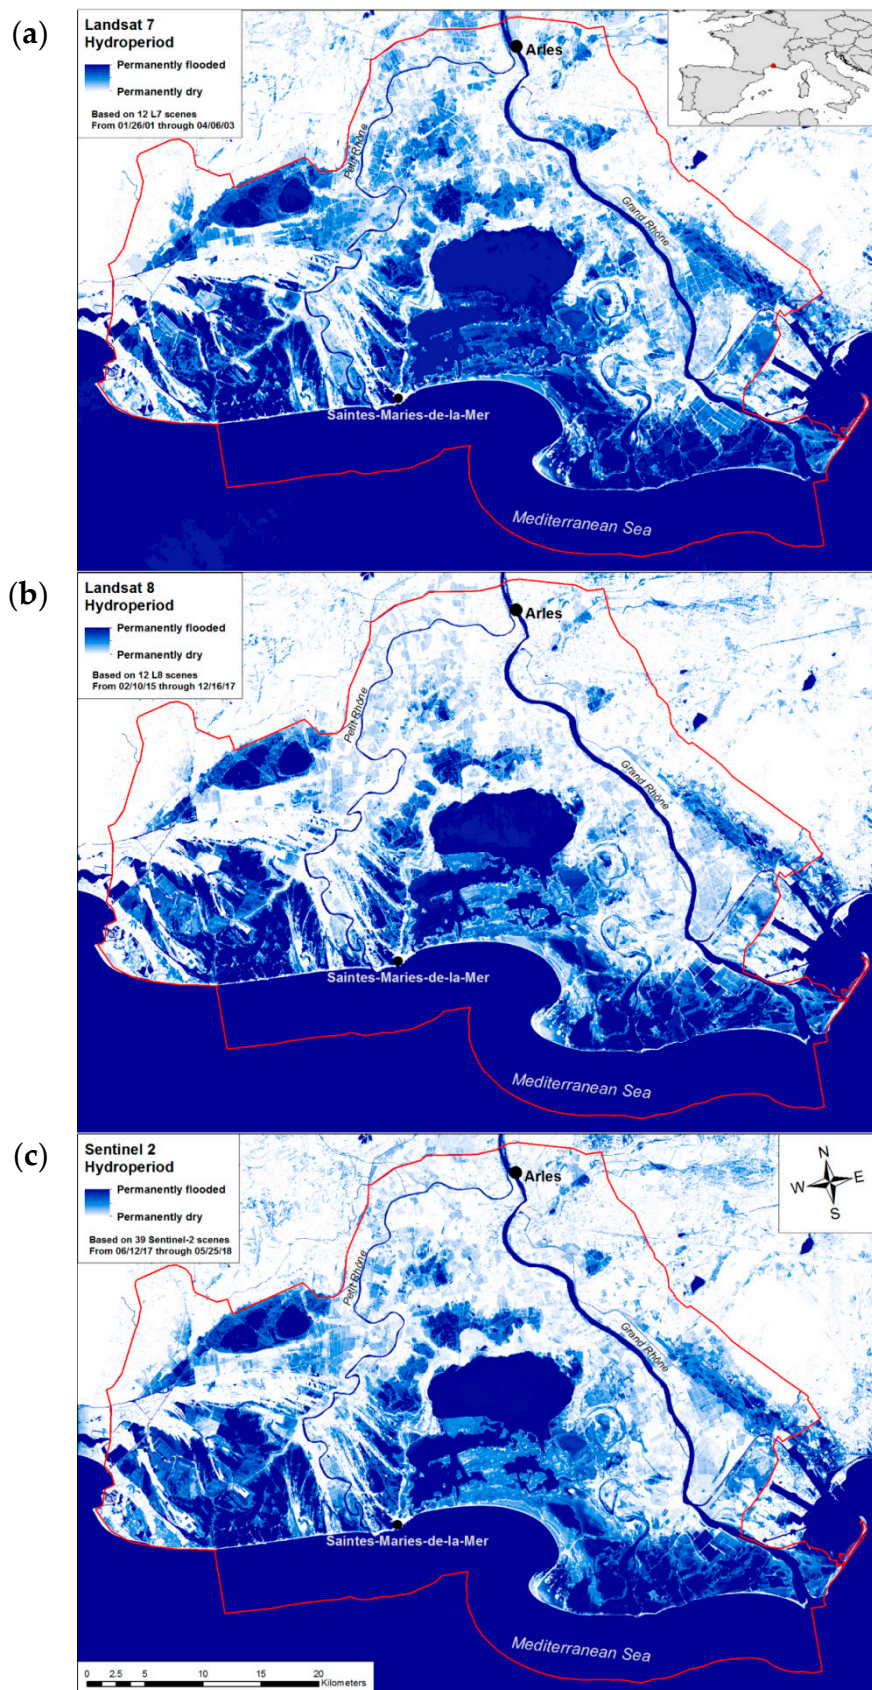 (a)
Landsat 7
Hydroperiod
Permanently flooded
Permanently dry
Based on 12 L7 scenes
From 01/26/01 through 04/06/03
Arles
Petit Rhône
Grand Rhône
Saintes-Maries-de-la-Mer
Mediterranean Sea
(b)
Landsat 8
Hydroperiod
Permanently flooded
Permanently dry
Based on 12 L8 scenes
From 02/10/15 through 12/16/17
Arles
Petit Rhône
Grand Rhône
Saintes-Maries-de-la-Mer
Mediterranean Sea
(c)
Sentinel 2
Hydroperiod
Permanently flooded
Permanently dry
Based on 39 Sentinel-2 scenes
From 06/12/17 through 05/25/18
N
W E
S
Arles
Petit Rhône
Grand Rhône
Saintes-Maries-de-la-Mer
Mediterranean Sea
0 2.5 5 10 15 20
Kilometers